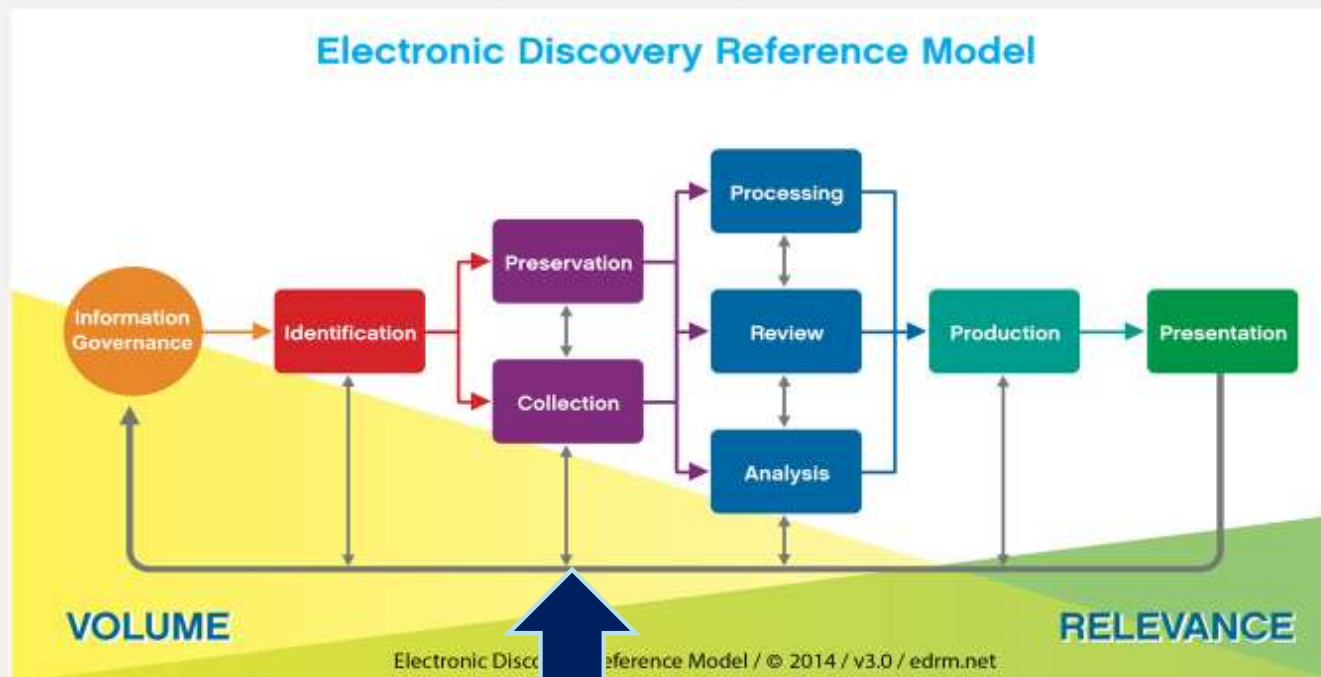 Electronic Discovery Reference Model
Processing
Preservation
Information
Governance
Identification
Review
Production
Presentation
Collection
Analysis
VOLUME
RELEVANCE
Electronic Disc eference Model / © 2014 / v3.0 / edrm.net